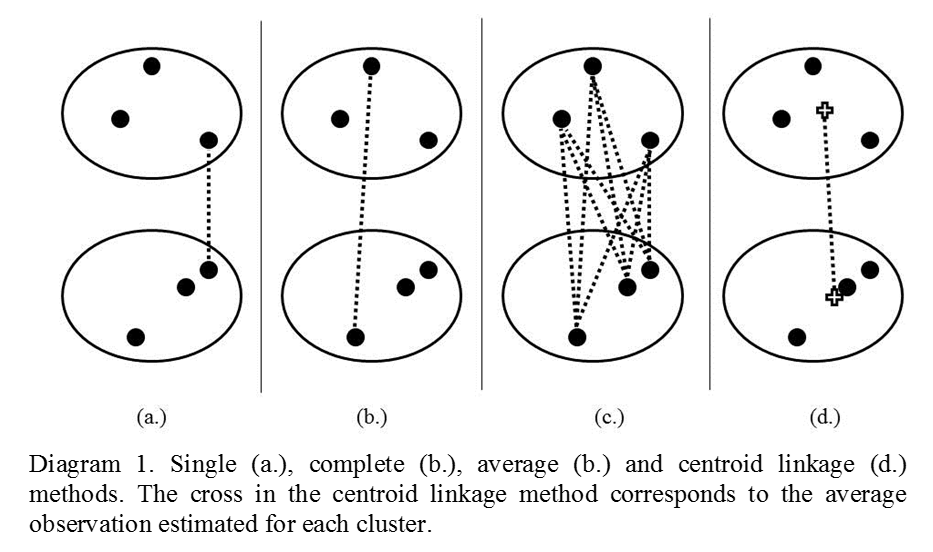 (a.) (b.) (c.) (d.)
Diagram 1. Single (a.), complete (b.), average (b.) and centroid linkage (d.)
methods. The cross in the centroid linkage method corresponds to the average
observation estimated for each cluster.